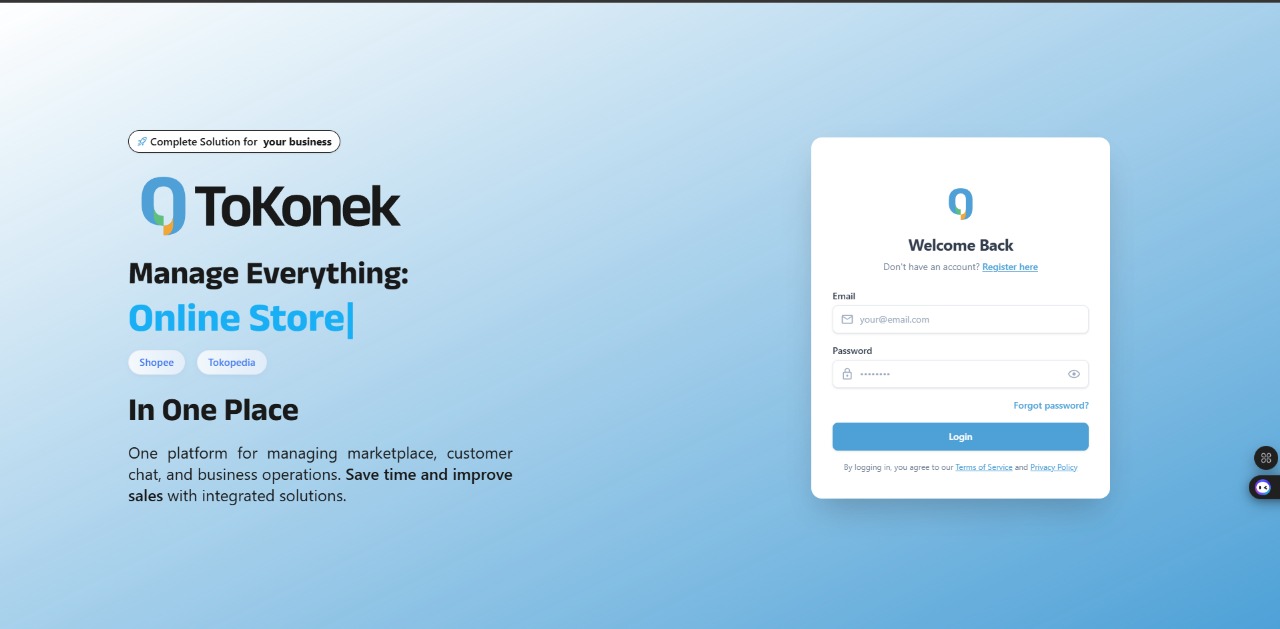 Complete Solution for your business
ToKonek
Manage Everything:
Online Store|
Shopee
Tokopedia
In One Place
One platform for managing marketplace, customer
chat, and business operations. Save time and improve
sales with integrated solutions.
Welcome Back
Don't have an account? Register here
Email
your@email.com
Password
••••••••
Forgot password?
Login
By logging in, you agree to our Terms of Service and Privacy Policy